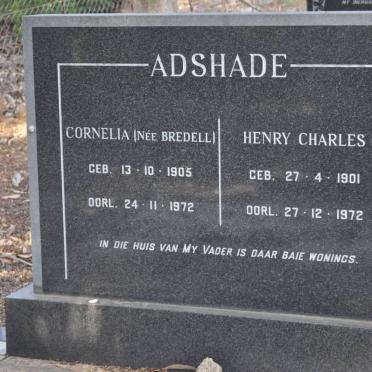 ADSHADE
CORNELIA (NÉE BREDELL)
GEB. 13·10·1905
OORL. 24·11·1972
HENRY CHARLES
GEB. 27·4·1901
OORL. 27·12·1972
IN DIE HUIS VAN MY VADER IS DAAR BAIE WONINGS.